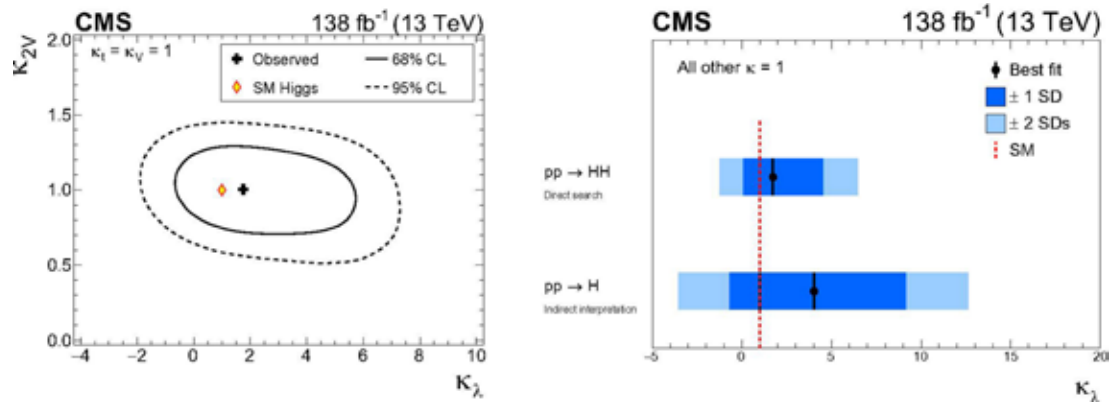 CMS 138 fb⁻¹ (13 TeV)
κ2V
2.0
1.5
1.0
0.5
0.0
κt = κV = 1
Observed 68% CL
SM Higgs 95% CL
−4 −2 0 2 4 6 8 10
κλ
CMS 138 fb⁻¹ (13 TeV)
All other κ = 1
Best fit
± 1 SD
± 2 SDs
SM
pp → HH
Direct search
pp → H
Indirect interpretation
−5 0 5 10 15 20
κλ